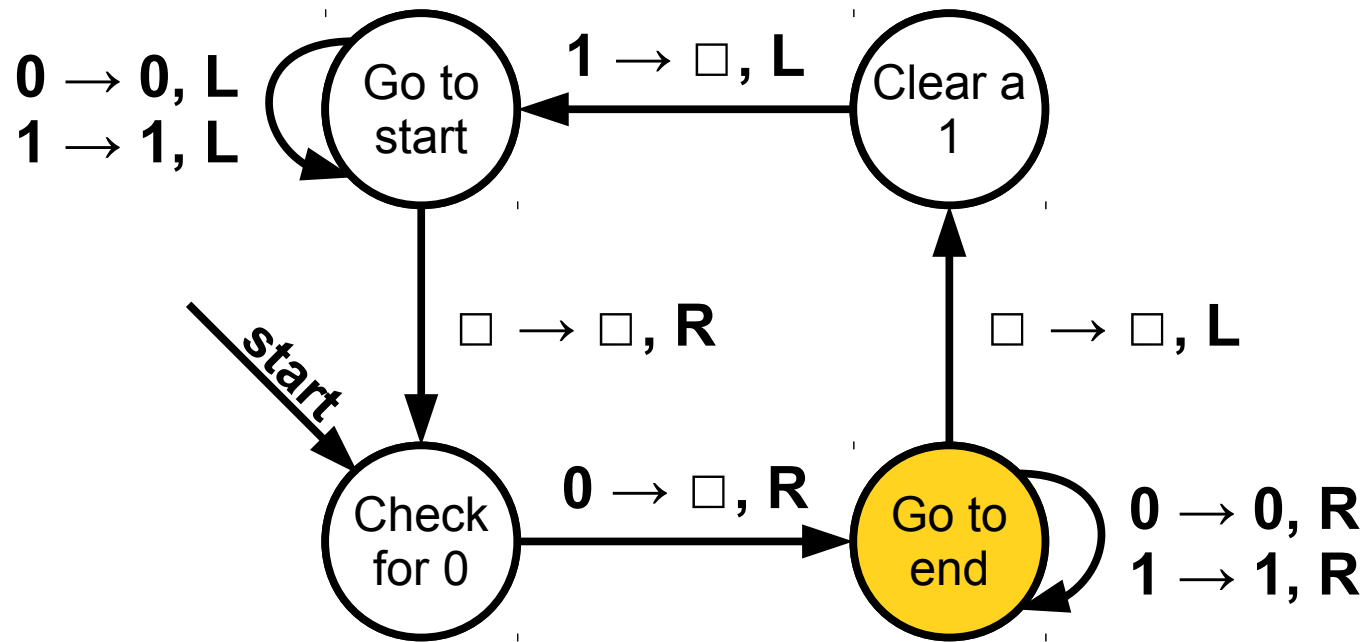 0 → 0, L
1 → 1, L
Go to
start
1 → □, L
Clear a
1
□ → □, R
□ → □, L
start
Check
for 0
0 → □, R
Go to
end
0 → 0, R
1 → 1, R